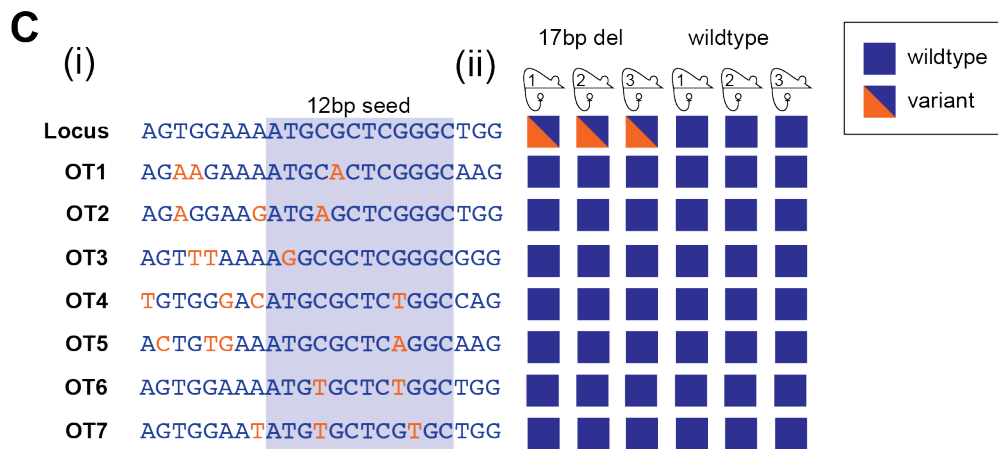 C
(i)
(ii)
17bp del
wildtype
1 2 3 1 2 3
wildtype
variant
12bp seed
Locus AGTGGAAAATGCGCTCGGGCTGG
OT1 AGAAGAAAATGCACTCGGGCAAG
OT2 AGAGGAAGATGAGCTCGGGCTGG
OT3 AGTTTAAAAGGCGCTCGGGCGGG
OT4 TGTGGGACATGCGCTCTGGCCAG
OT5 ACTGTGAAATGCGCTCAGGCAAG
OT6 AGTGGAAAATGTGCTCTGGCTGG
OT7 AGTGGAATATGTGCTCGTGCTGG